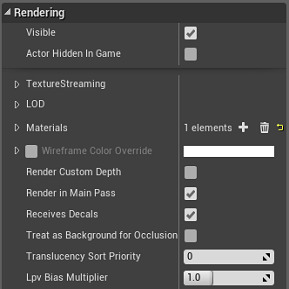 Rendering
Visible
Actor Hidden In Game
TextureStreaming
LOD
Materials 1 elements
Wireframe Color Override
Render Custom Depth
Render in Main Pass
Receives Decals
Treat as Background for Occlusion
Translucency Sort Priority 0
Lpv Bias Multiplier 1.0